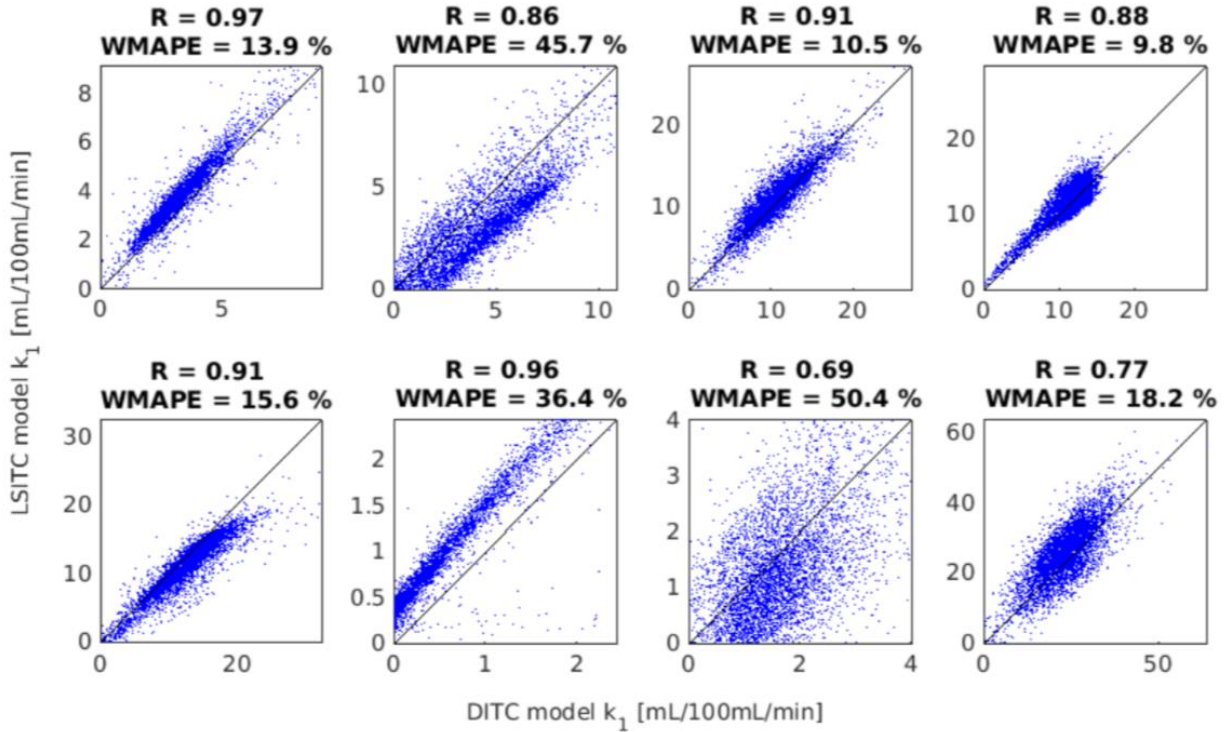 R = 0.97
WMAPE = 13.9 %
R = 0.86
WMAPE = 45.7 %
R = 0.91
WMAPE = 10.5 %
R = 0.88
WMAPE = 9.8 %
8
6
4
2
0
0
5
10
5
0
0
5
10
20
10
0
0
10
20
20
10
0
0
10
20
LSITC model k1 [mL/100mL/min]
R = 0.91
WMAPE = 15.6 %
R = 0.96
WMAPE = 36.4 %
R = 0.69
WMAPE = 50.4 %
R = 0.77
WMAPE = 18.2 %
30
20
10
0
0
20
2
1.5
1
0.5
0
0
1
2
4
3
2
1
0
0
2
4
60
40
20
0
0
50
DITC model k1 [mL/100mL/min]